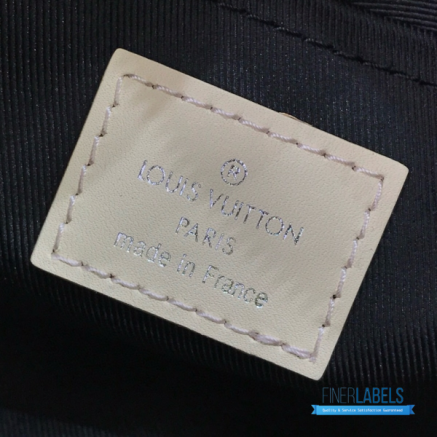 LOUIS VUITTON
PARIS
made in France
FINERLABELS
Quality & Service Satisfaction Guaranteed